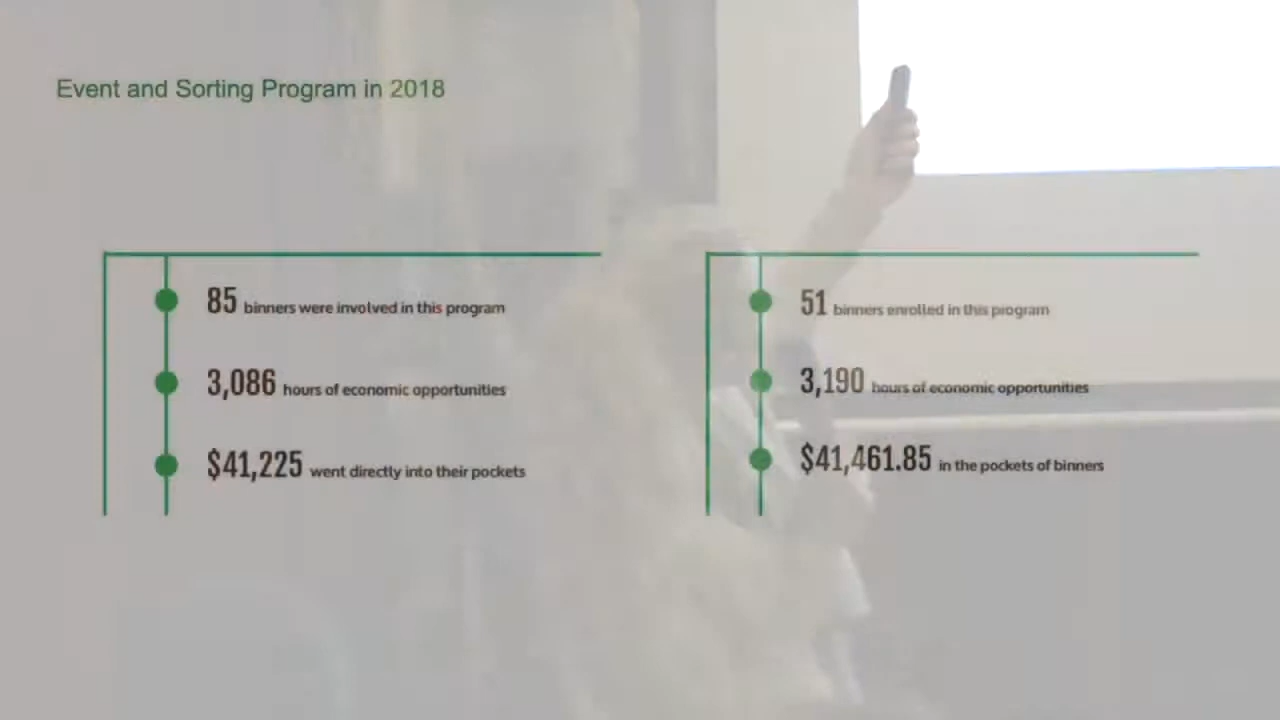 Event and Sorting Program in 2018
85 binners were involved in this program
3,086 hours of economic opportunities
$41,225 went directly into their pockets
51 binners enrolled in this program
3,190 hours of economic opportunities
$41,461.85 in the pockets of binners